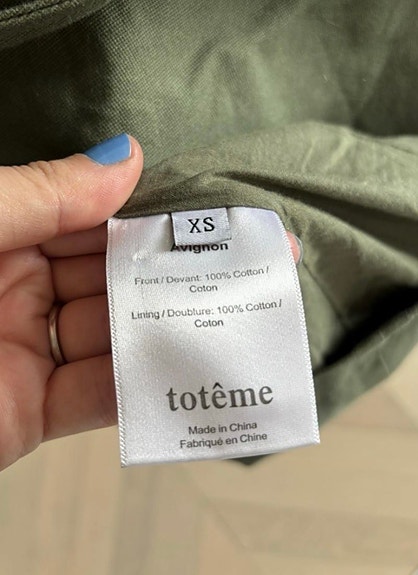 XS
Avignon
Front / Devant: 100% Cotton /
Coton
Lining / Doublure: 100% Cotton /
Coton
totême
Made in China
Fabriqué en Chine